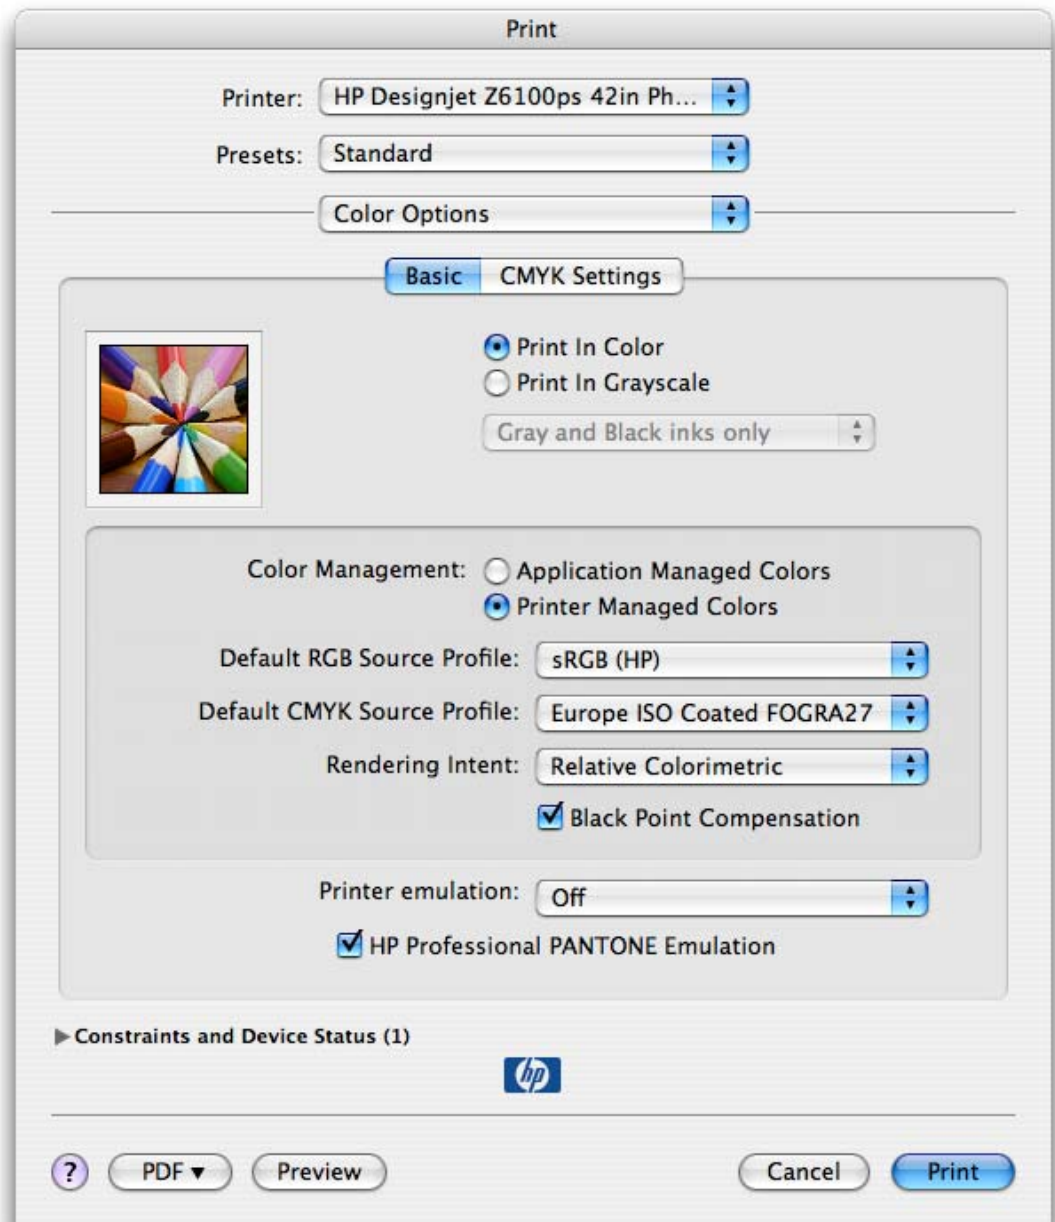 Print
Printer: HP Designjet Z6100ps 42in Ph...
Presets: Standard
Color Options
Basic CMYK Settings
Print In Color
Print In Grayscale
Gray and Black inks only
Color Management: Application Managed Colors
Printer Managed Colors
Default RGB Source Profile: sRGB (HP)
Default CMYK Source Profile: Europe ISO Coated FOGRA27
Rendering Intent: Relative Colorimetric
Black Point Compensation
Printer emulation: Off
HP Professional PANTONE Emulation
Constraints and Device Status (1)
hp
? PDF Preview Cancel Print